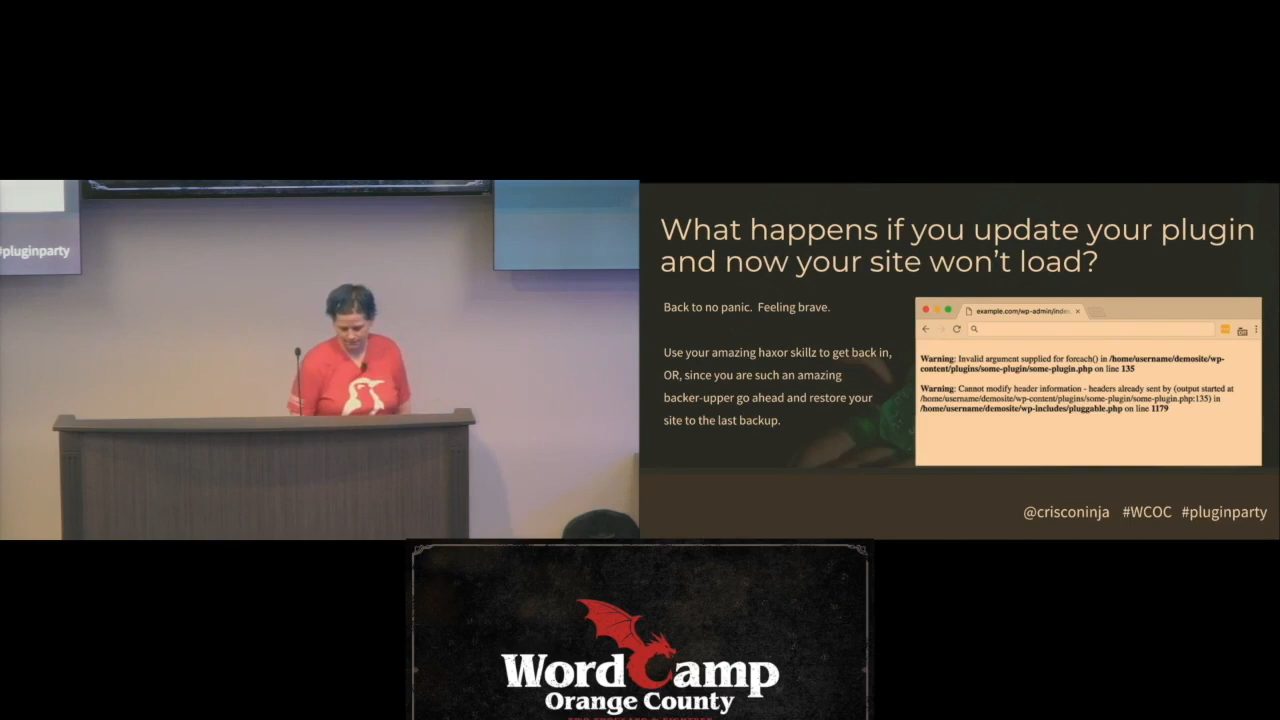 #pluginparty
What happens if you update your plugin
and now your site won't load?
Back to no panic. Feeling brave.
Use your amazing haxor skillz to get back in,
OR, since you are such an amazing
backer-upper go ahead and restore your
site to the last backup.
example.com/wp-admin/index
Warning: Invalid argument supplied for foreach() in /home/username/demosite/wp-
content/plugins/some-plugin/some-plugin.php on line 135
Warning: Cannot modify header information - headers already sent by (output started at
/home/username/demosite/wp-content/plugins/some-plugin/some-plugin.php:135) in
/home/username/demosite/wp-includes/pluggable.php on line 1179
@crisconinja #WCOC #pluginparty
WordCamp
Orange County